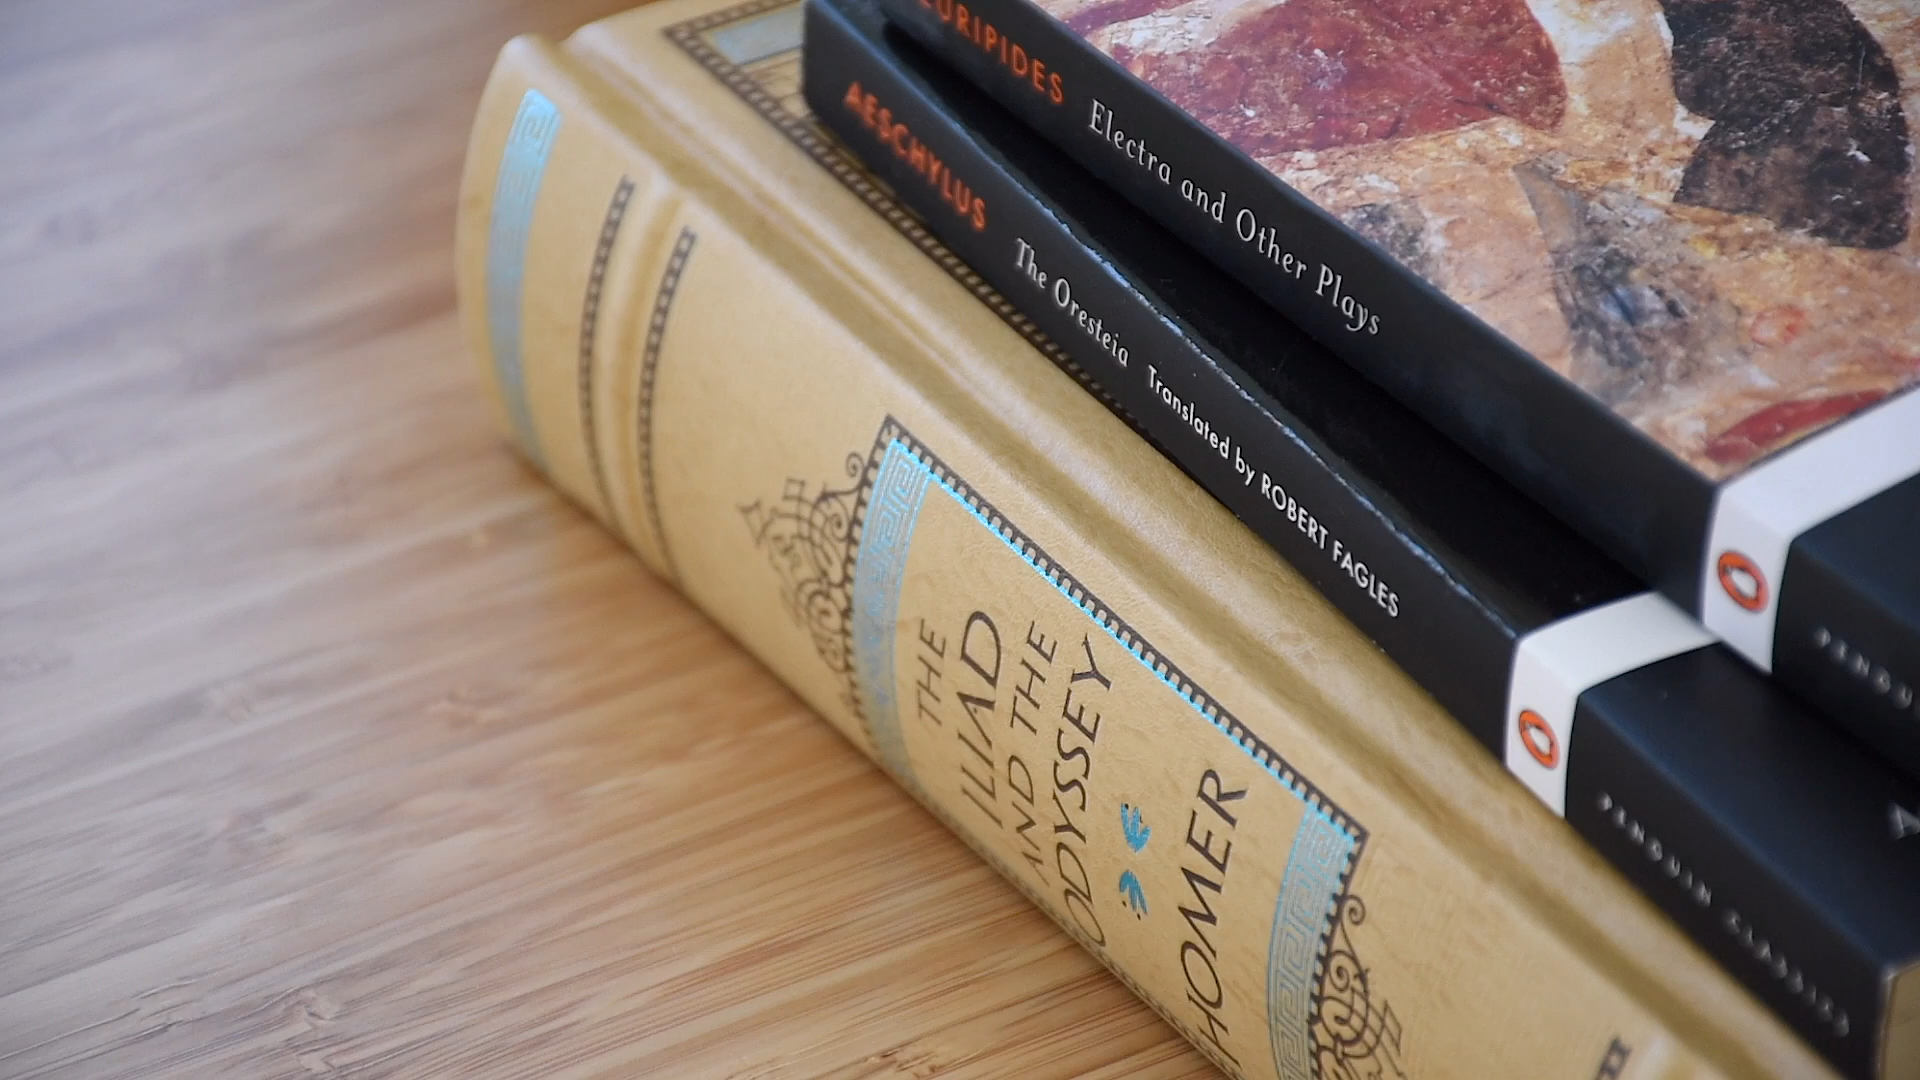 EURIPIDES Electra and Other Plays
AESCHYLUS The Oresteia Translated by ROBERT FAGLES
PENGUIN CLASSICS
THE
ILIAD
AND THE
ODYSSEY
HOMER